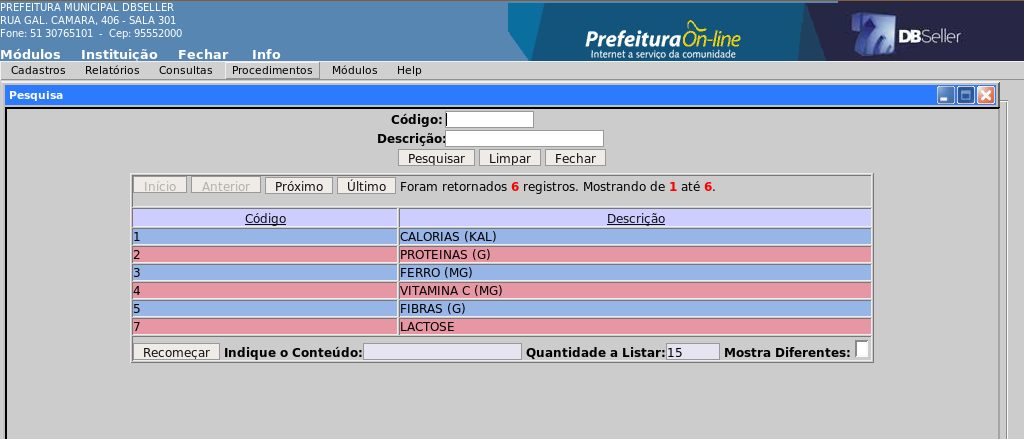 PREFEITURA MUNICIPAL DBSELLER
RUA GAL. CAMARA, 406 - SALA 301
Fone: 51 30765101 - Cep: 95552000
Módulos Instituição Fechar Info
PrefeituraOn-line
Internet a serviço da comunidade
DBSeller
Cadastros Relatórios Consultas Procedimentos Módulos Help
Pesquisa
Código:
Descrição:
Pesquisar Limpar Fechar
Início Anterior Próximo Último Foram retornados 6 registros. Mostrando de 1 até 6.
Código Descrição
1 CALORIAS (KAL)
2 PROTEINAS (G)
3 FERRO (MG)
4 VITAMINA C (MG)
5 FIBRAS (G)
7 LACTOSE
Recomeçar Indique o Conteúdo: Quantidade a Listar: 15 Mostra Diferentes: